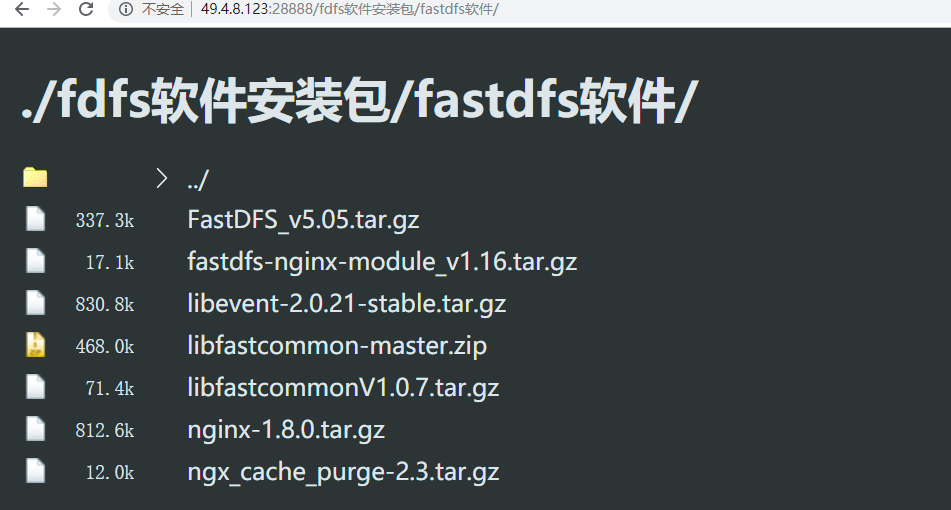 不安全 | 49.4.8.123:28888/fdfs软件安装包/fastdfs软件/
./fdfs软件安装包/fastdfs软件/
../
337.3k FastDFS_v5.05.tar.gz
17.1k fastdfs-nginx-module_v1.16.tar.gz
830.8k libevent-2.0.21-stable.tar.gz
468.0k libfastcommon-master.zip
71.4k libfastcommonV1.0.7.tar.gz
812.6k nginx-1.8.0.tar.gz
12.0k ngx_cache_purge-2.3.tar.gz